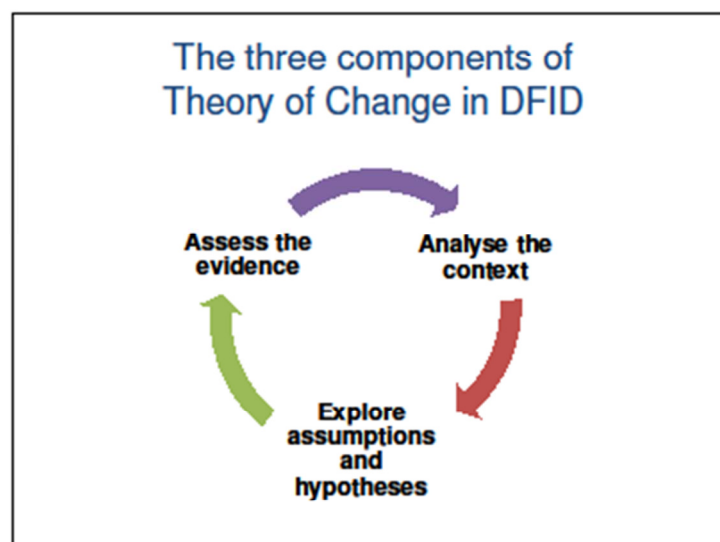 The three components of
Theory of Change in DFID
Assess the
evidence
Analyse the
context
Explore
assumptions
and
hypotheses